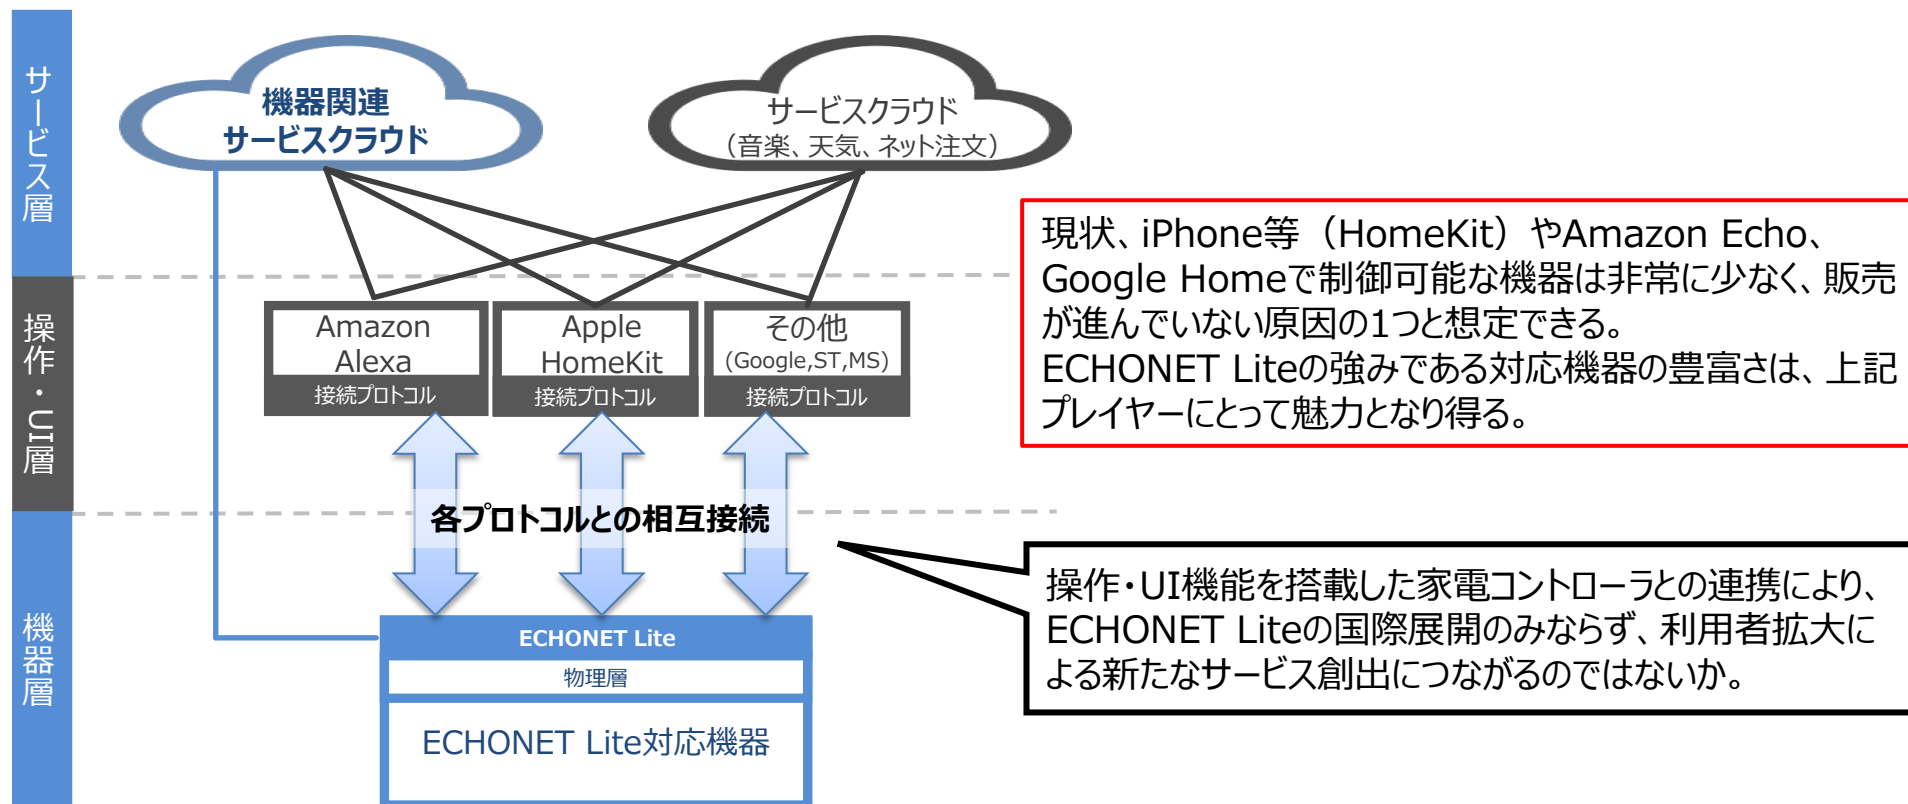 サービス層
機器関連
サービスクラウド
サービスクラウド
（音楽、天気、ネット注文）
操作・UI層
Amazon
Alexa
接続プロトコル
Apple
HomeKit
接続プロトコル
その他
(Google,ST,MS)
接続プロトコル
現状、iPhone等（HomeKit）やAmazon Echo、
Google Homeで制御可能な機器は非常に少なく、販売
が進んでいない原因の1つと想定できる。
ECHONET Liteの強みである対応機器の豊富さは、上記
プレイヤーにとって魅力となり得る。
各プロトコルとの相互接続
機器層
ECHONET Lite
物理層
ECHONET Lite対応機器
操作・UI機能を搭載した家電コントローラとの連携により、
ECHONET Liteの国際展開のみならず、利用者拡大に
よる新たなサービス創出につながるのではないか。